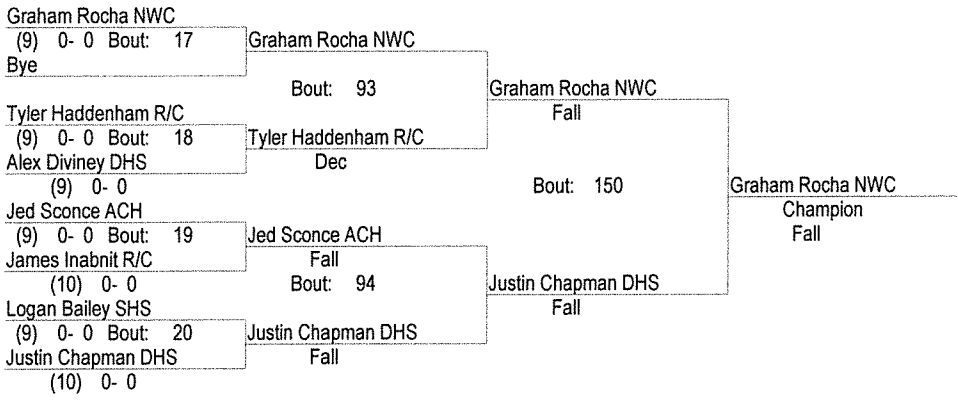 Graham Rocha NWC
(9) 0- 0 Bout: 17
Bye
Graham Rocha NWC
Bout: 93
Tyler Haddenham R/C
(9) 0- 0 Bout: 18
Alex Diviney DHS
(9) 0- 0
Tyler Haddenham R/C
Dec
Graham Rocha NWC
Fall
Jed Sconce ACH
(9) 0- 0 Bout: 19
James Inabnit R/C
(10) 0- 0
Jed Sconce ACH
Fall
Bout: 94
Logan Bailey SHS
(9) 0- 0 Bout: 20
Justin Chapman DHS
(10) 0- 0
Justin Chapman DHS
Fall
Justin Chapman DHS
Fall
Bout: 150
Graham Rocha NWC
Champion
Fall